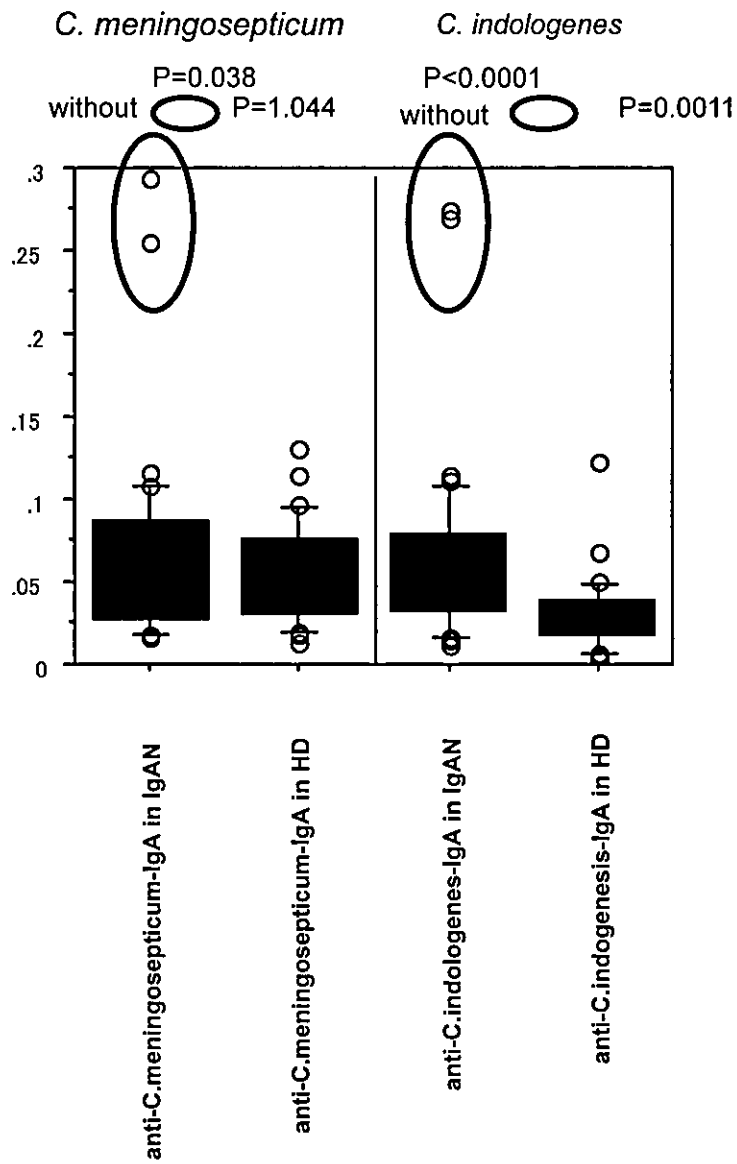 C. meningosepticum C. indologenes
P=0.038 P<0.0001
without P=1.044 without P=0.0011
.3
.25
.2
.15
.1
.05
0
anti-C.meningosepticum-IgA in IgAN
anti-C.meningosepticum-IgA in HD
anti-C.indologenes-IgA in IgAN
anti-C.indogenesis-IgA in HD